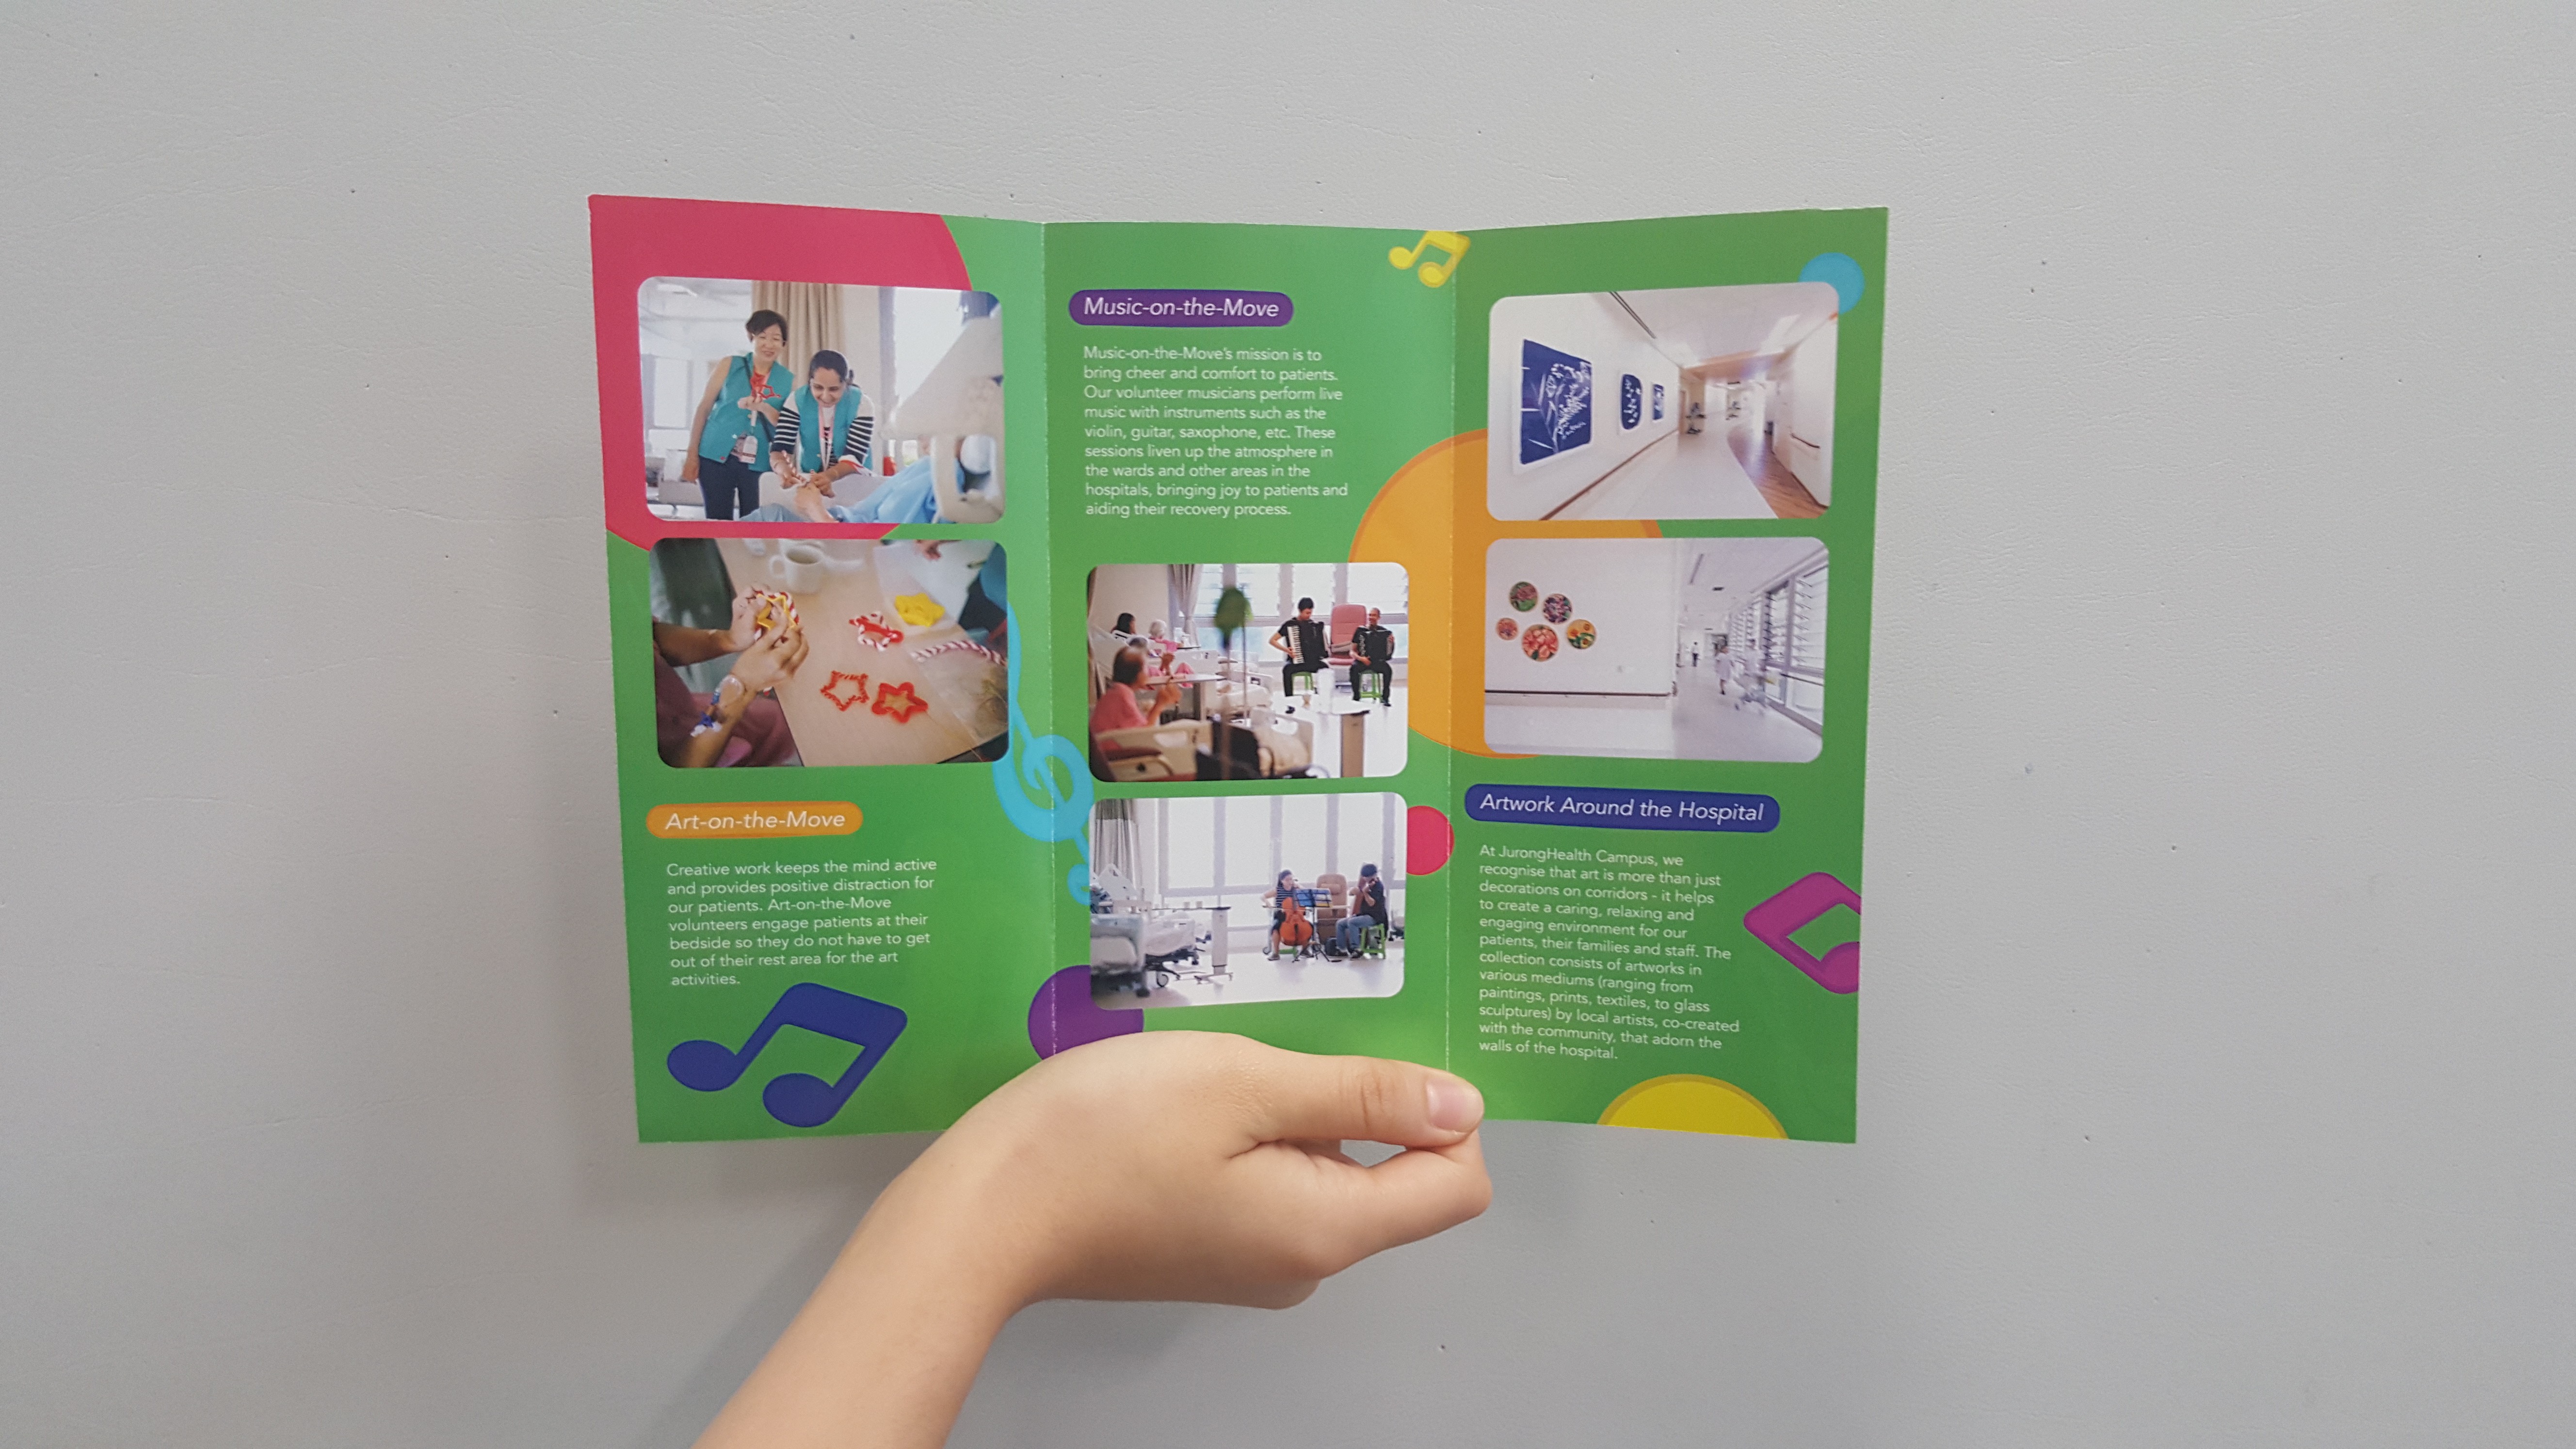 Art-on-the-Move
Creative work keeps the mind active
and provides positive distraction for
our patients. Art-on-the-Move
volunteers engage patients at their
bedside so they do not have to get
out of their rest area for the art
activities.
Music-on-the-Move
Music-on-the-Move's mission is to
bring cheer and comfort to patients.
Our volunteer musicians perform live
music with instruments such as the
violin, guitar, saxophone, etc. These
sessions liven up the atmosphere in
the wards and other areas in the
hospitals, bringing joy to patients and
aiding their recovery process.
Artwork Around the Hospital
At JurongHealth Campus, we
recognise that art is more than just
decorations on corridors - it helps
to create a caring, relaxing and
engaging environment for our
patients, their families and staff. The
collection consists of artworks in
various mediums (ranging from
paintings, prints, textiles, to glass
sculptures) by local artists, co-created
with the community, that adorn the
walls of the hospital.